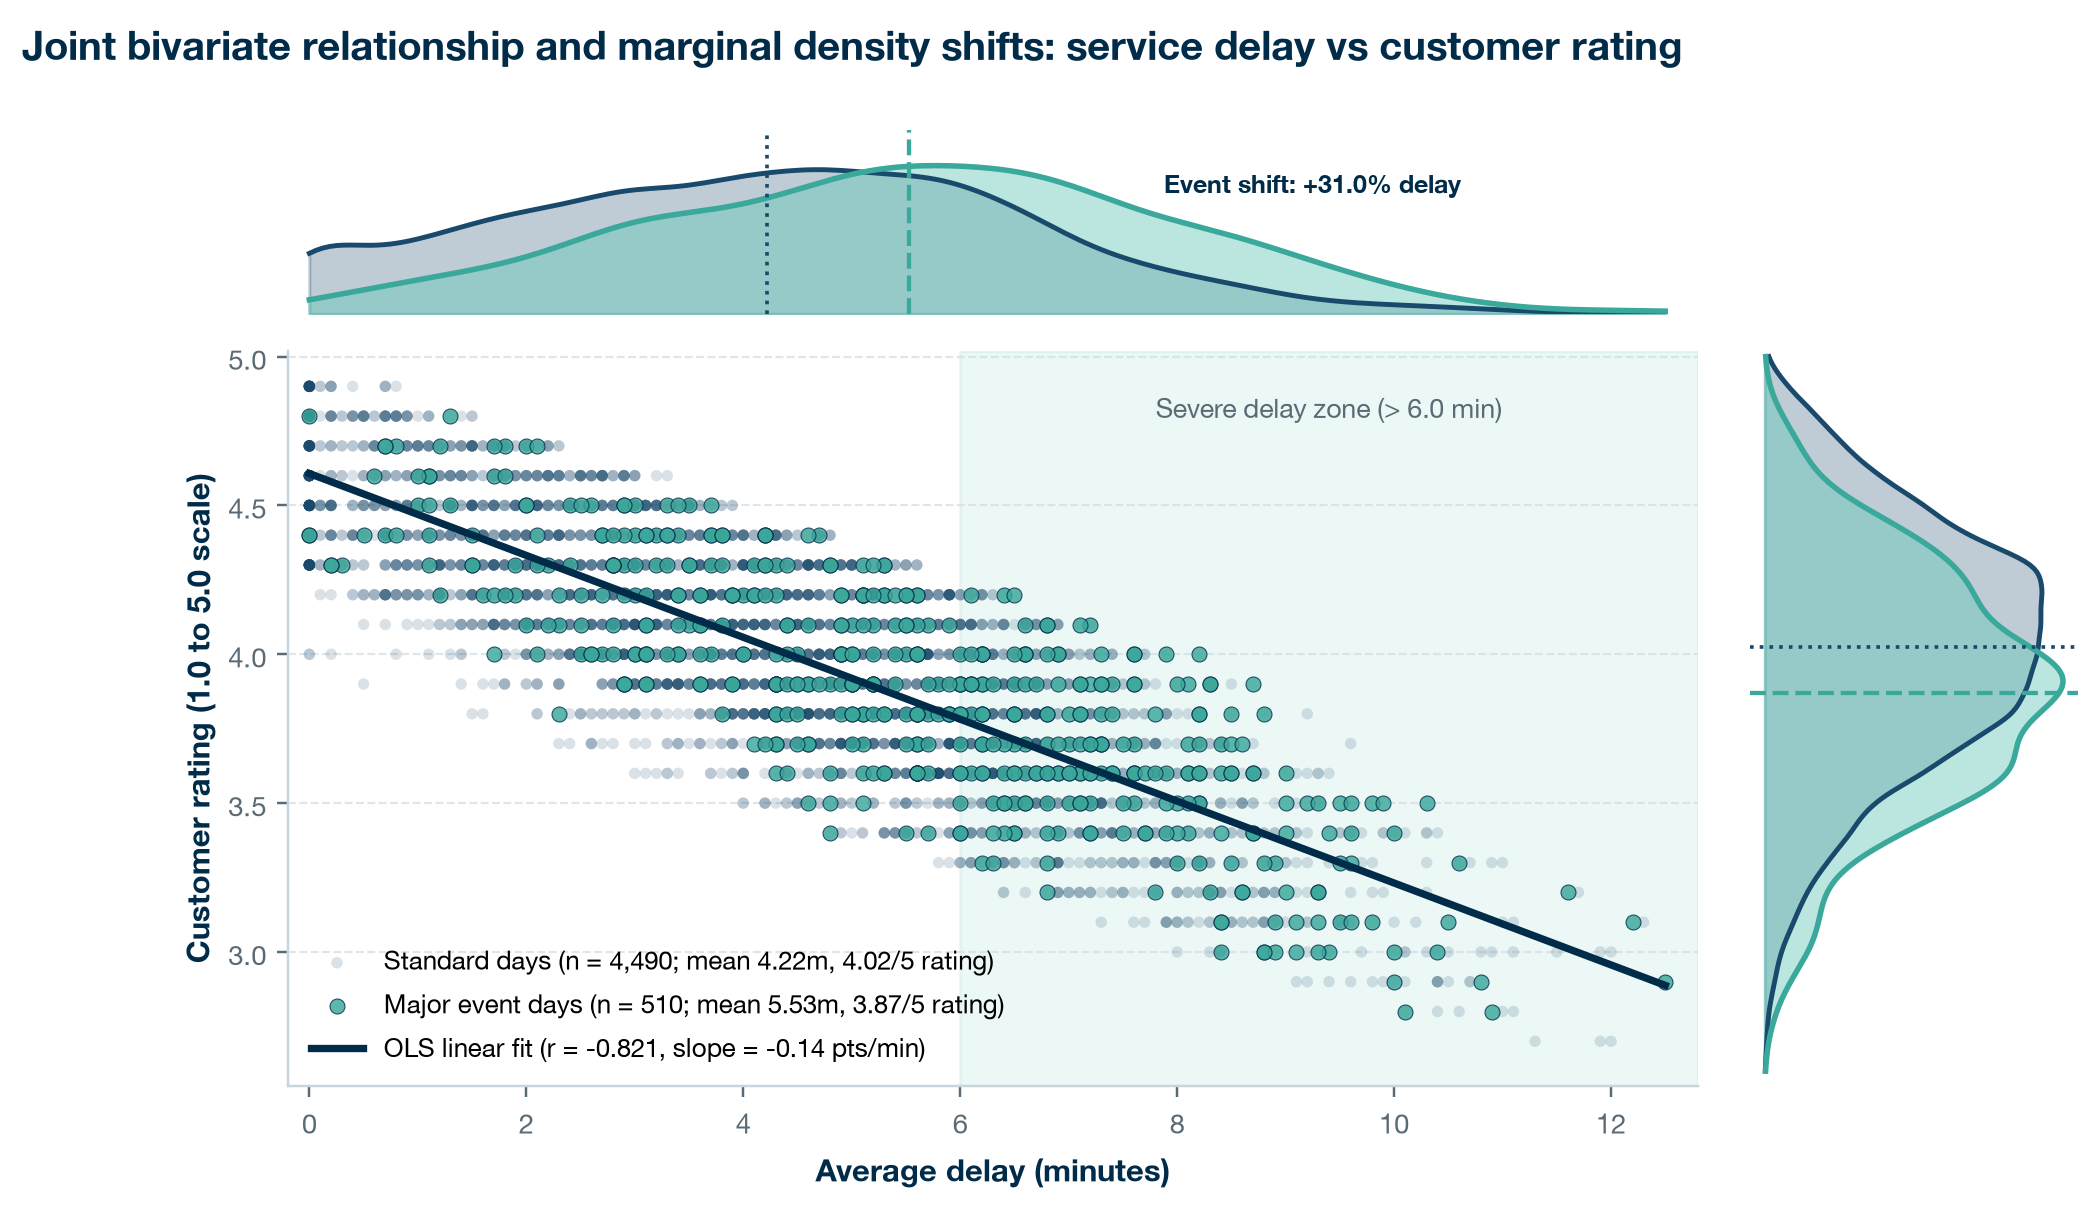 Joint bivariate relationship and marginal density shifts: service delay vs customer rating
Event shift: +31.0% delay
Severe delay zone (> 6.0 min)
Customer rating (1.0 to 5.0 scale)
5.0
4.5
4.0
3.5
3.0
Standard days (n = 4,490; mean 4.22m, 4.02/5 rating)
Major event days (n = 510; mean 5.53m, 3.87/5 rating)
OLS linear fit (r = -0.821, slope = -0.14 pts/min)
0 2 4 6 8 10 12
Average delay (minutes)